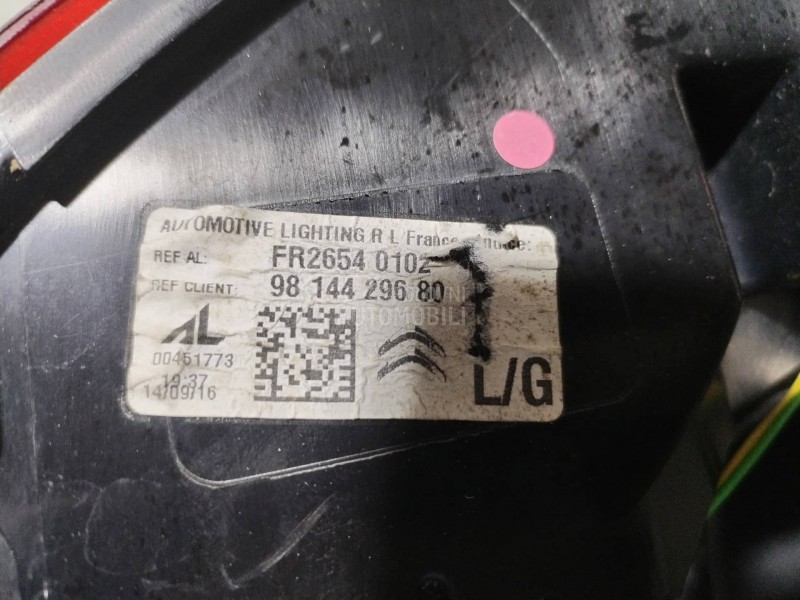 AUTOMOTIVE LIGHTING R L France
REF AL: FR2654 0102
REF CLIENT: 98 144 296 80
AL
00451773
19:37
14/09/16
L/G